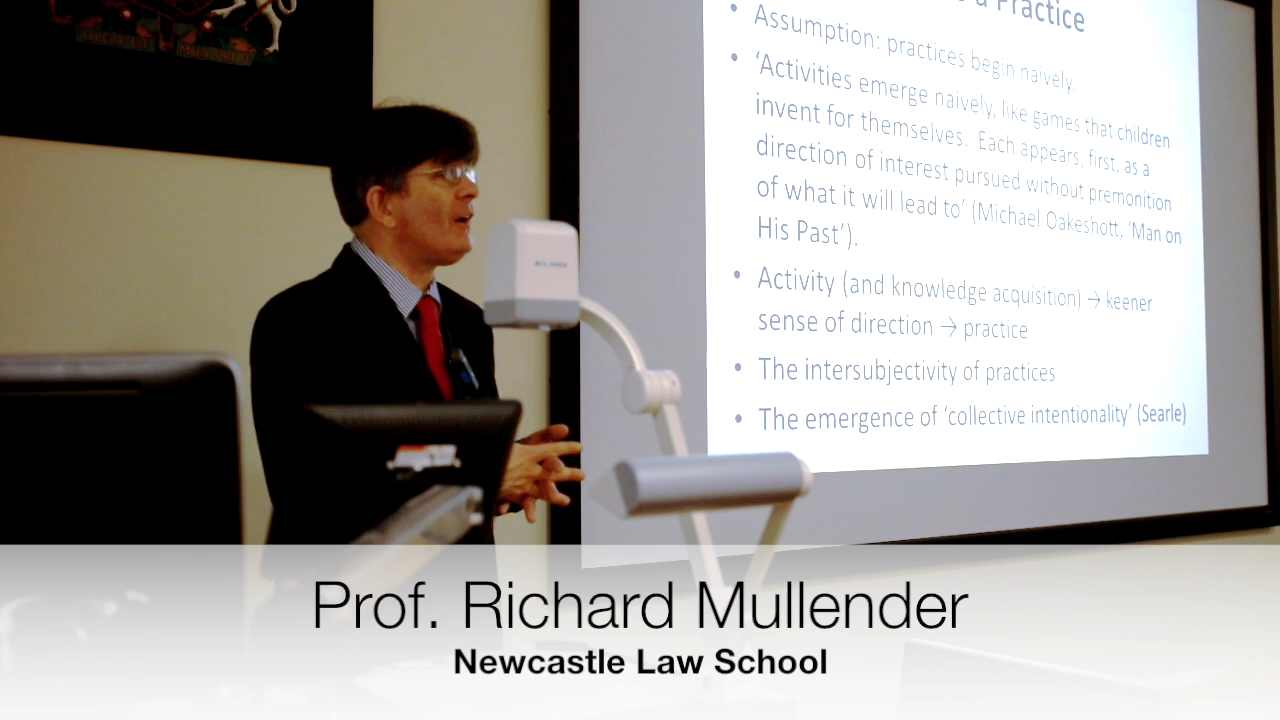 a Practice
• Assumption: practices begin naively.
• ‘Activities emerge naively, like games that children
invent for themselves. Each appears, first, as a
direction of interest pursued without premonition
of what it will lead to’ (Michael Oakeshott, ‘Man on
His Past’).
• Activity (and knowledge acquisition) → keener
sense of direction → practice
• The intersubjectivity of practices
• The emergence of ‘collective intentionality’ (Searle)
ELMO
Prof. Richard Mullender
Newcastle Law School